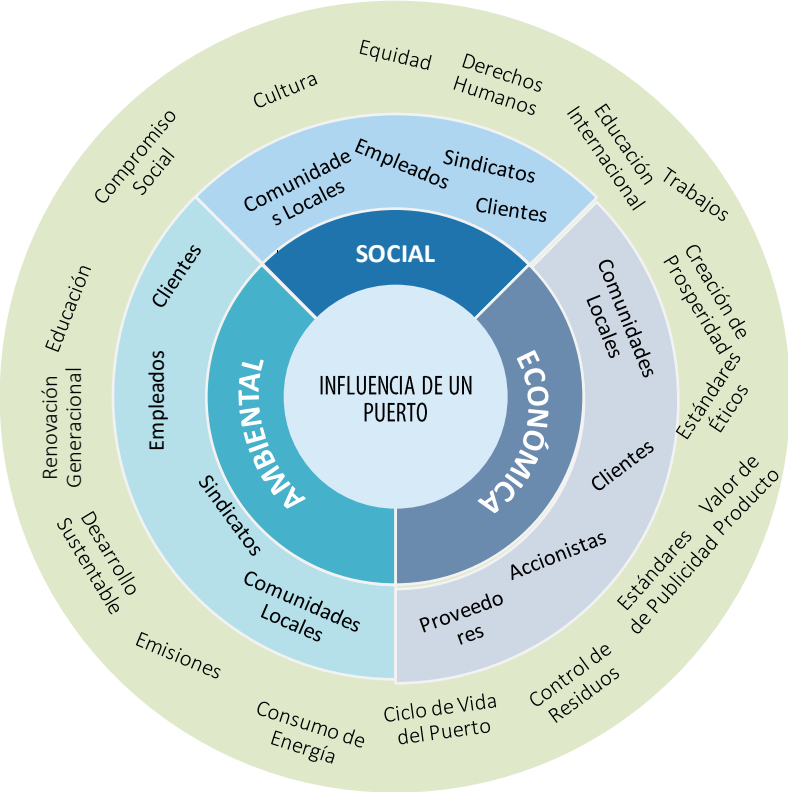 INFLUENCIA DE UN
PUERTO
SOCIAL
ECONÓMICA
AMBIENTAL
Comunidade
s Locales
Empleados
Sindicatos
Clientes
Comunidades
Locales
Clientes
Accionistas
Proveedo
res
Comunidades
Locales
Sindicatos
Empleados
Clientes
Compromiso
Social
Cultura
Equidad
Derechos
Humanos
Educación
Internacional
Trabajos
Creación de
Prosperidad
Estándares
Éticos
Valor de
Producto
Estándares
de Publicidad
Control de
Residuos
Ciclo de Vida
del Puerto
Consumo de
Energía
Emisiones
Desarrollo
Sustentable
Renovación
Generacional
Educación